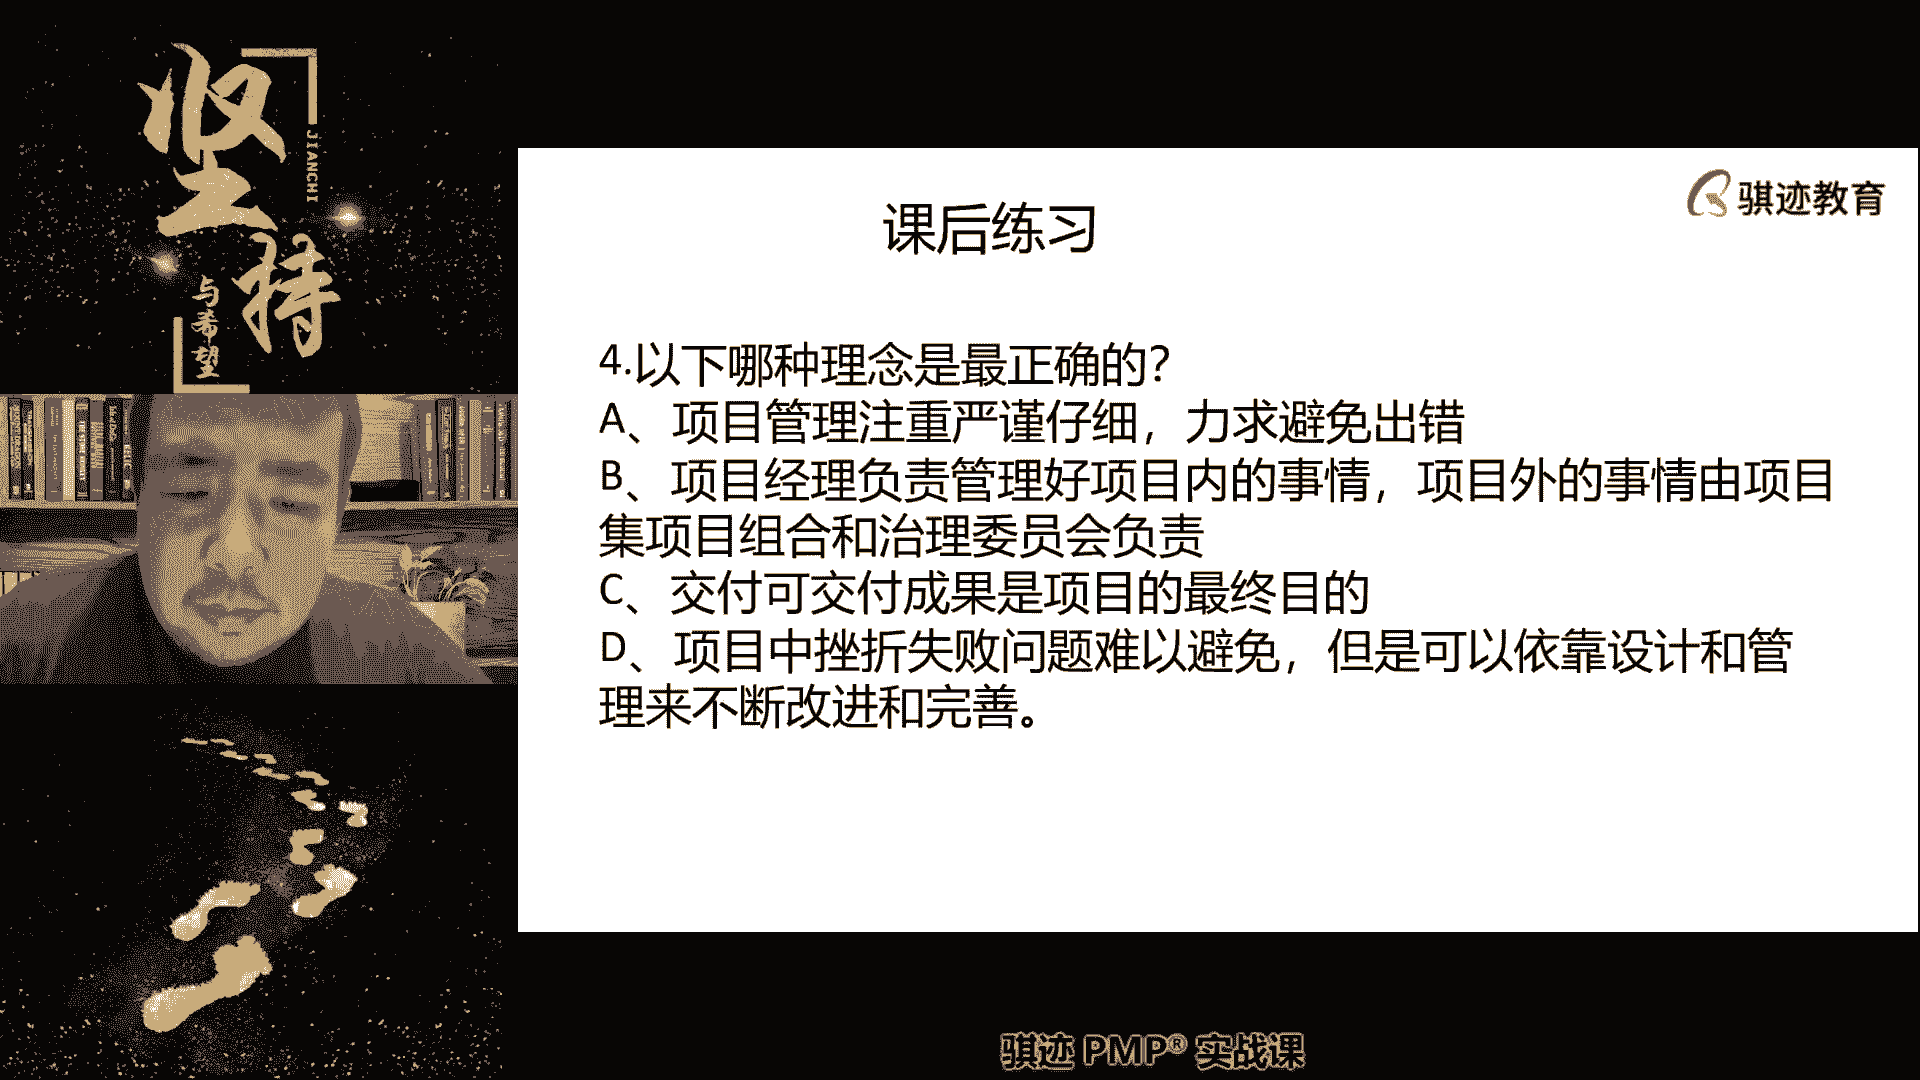 坚持
JIANCHI
与希望
骐迹教育
课后练习
4.以下哪种理念是最正确的?
A、项目管理注重严谨仔细，力求避免出错
B、项目经理负责管理好项目内的事情，项目外的事情由项目
集项目组合和治理委员会负责
C、交付可交付成果是项目的最终目的
D、项目中挫折失败问题难以避免，但是可以依靠设计和管
理来不断改进和完善。
骐迹 PMP® 实战课